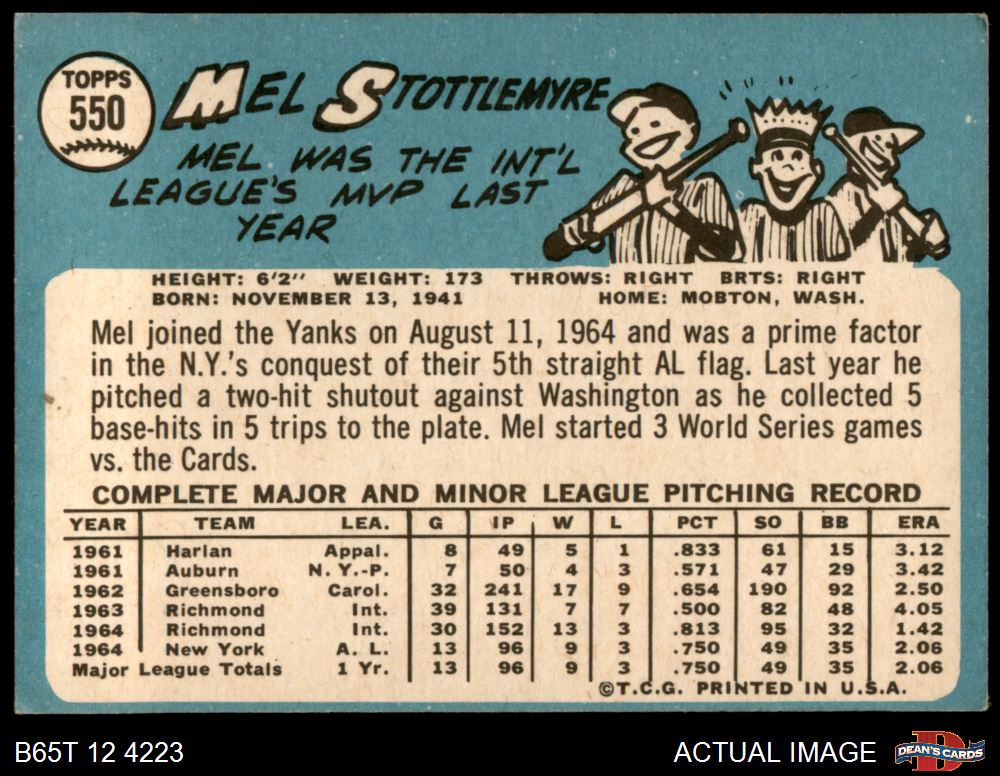 TOPPS
550
MEL STOTTLEMYRE
MEL WAS THE INT'L
LEAGUE'S MVP LAST
YEAR
HEIGHT: 6'2" WEIGHT: 173 THROWS: RIGHT BRTS: RIGHT
BORN: NOVEMBER 13, 1941 HOME: MOBTON, WASH.
Mel joined the Yanks on August 11, 1964 and was a prime factor
in the N.Y.'s conquest of their 5th straight AL flag. Last year he
pitched a two-hit shutout against Washington as he collected 5
base-hits in 5 trips to the plate. Mel started 3 World Series games
vs. the Cards.
COMPLETE MAJOR AND MINOR LEAGUE PITCHING RECORD
YEAR TEAM LEA. G IP W L PCT SO BB ERA
1961 Harlan Appal. 8 49 5 1 .833 61 15 3.12
1961 Auburn N.Y.-P. 7 50 4 3 .571 47 29 3.42
1962 Greensboro Carol. 32 241 17 9 .654 190 92 2.50
1963 Richmond Int. 39 131 7 7 .500 82 48 4.05
1964 Richmond Int. 30 152 13 3 .813 95 32 1.42
1964 New York A. L. 13 96 9 3 .750 49 35 2.06
Major League Totals 1 Yr. 13 96 9 3 .750 49 35 2.06
©T.C.G. PRINTED IN U.S.A.
B65T 12 4223 ACTUAL IMAGE DEAN'S CARDS